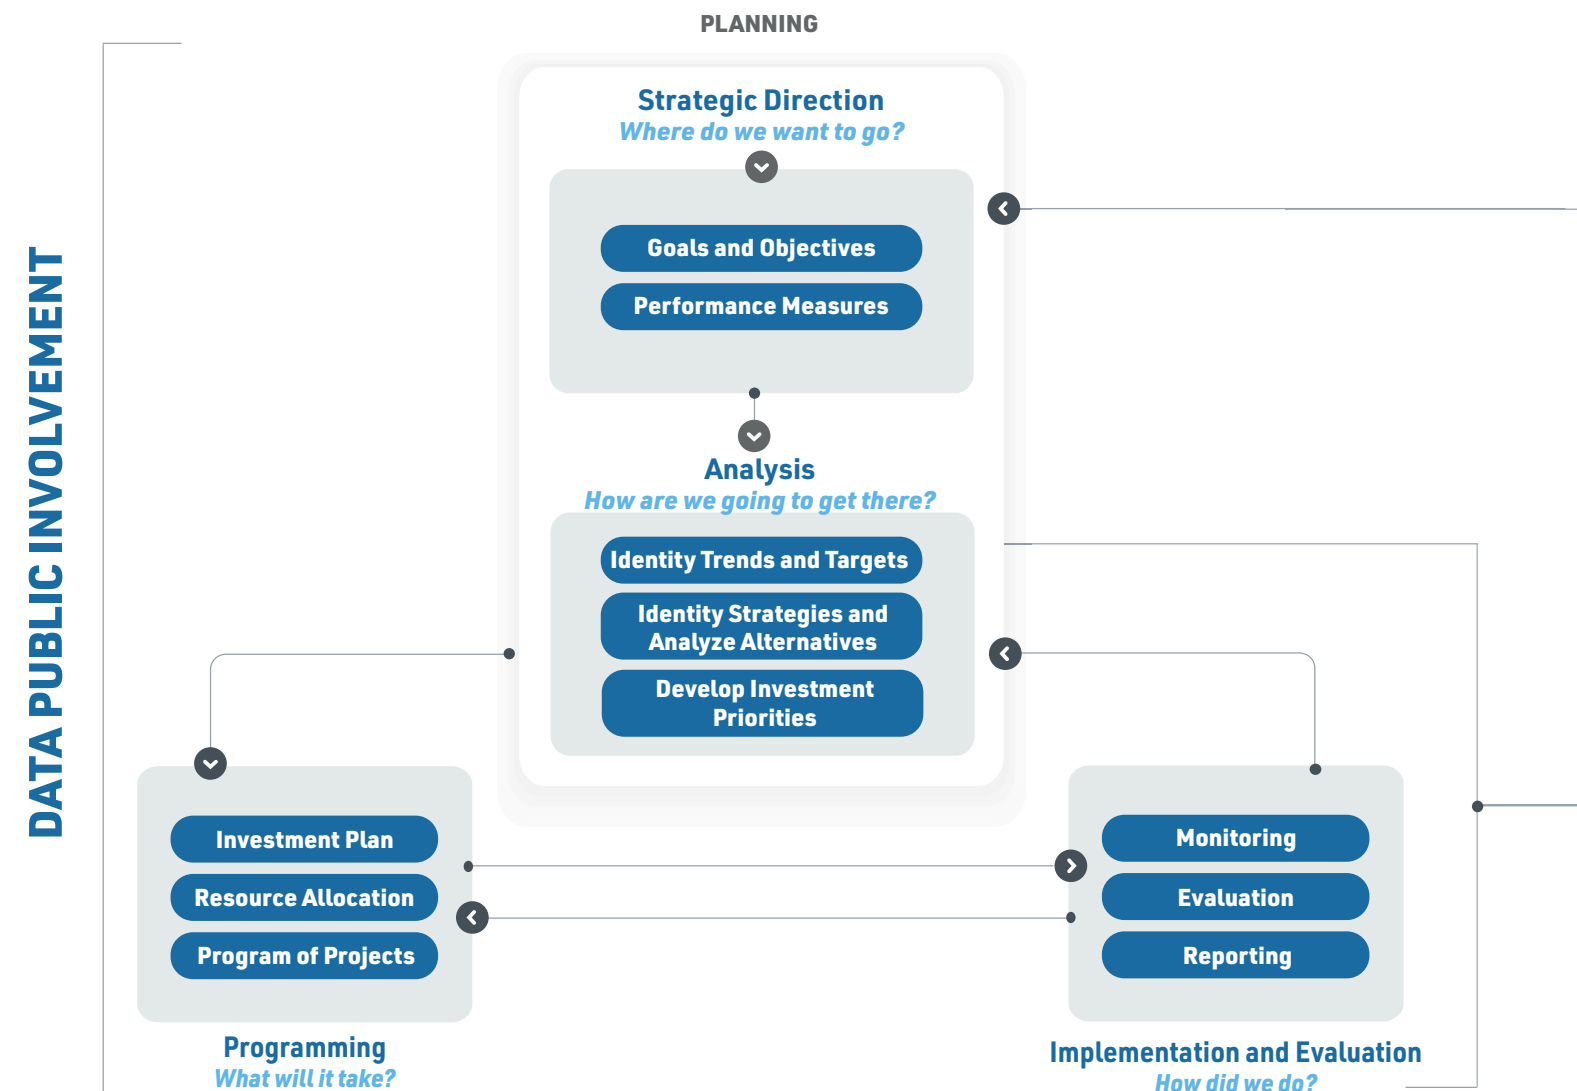 PLANNING
Strategic Direction
Where do we want to go?
Goals and Objectives
Performance Measures
Analysis
How are we going to get there?
Identity Trends and Targets
Identity Strategies and
Analyze Alternatives
Develop Investment
Priorities
DATA PUBLIC INVOLVEMENT
Investment Plan
Resource Allocation
Program of Projects
Programming
What will it take?
Monitoring
Evaluation
Reporting
Implementation and Evaluation
How did we do?